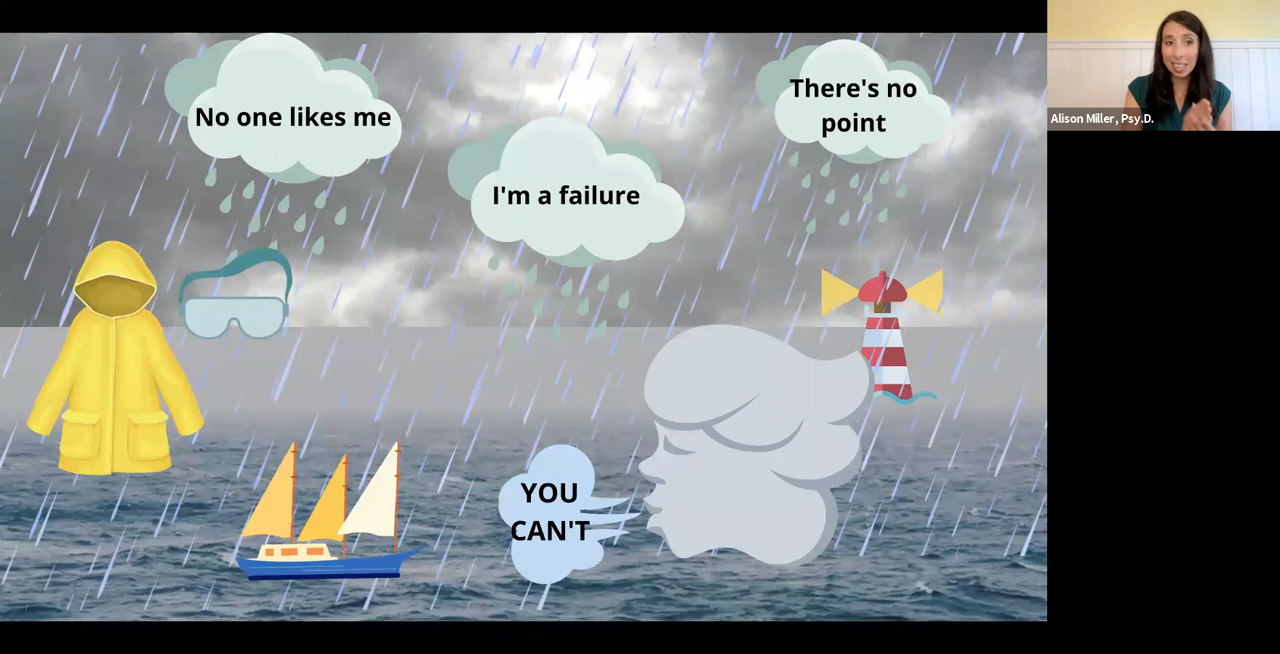 No one likes me
There's no
point
I'm a failure
YOU
CAN'T
Alison Miller, Psy.D.